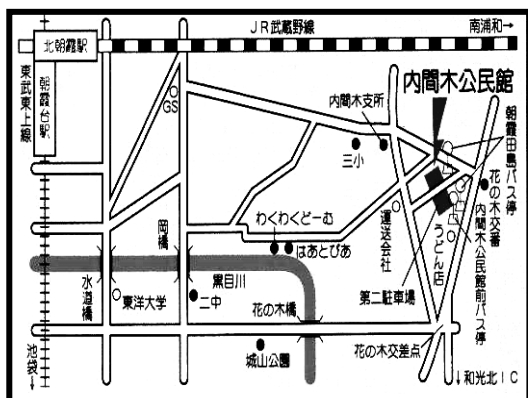 JR武蔵野線
南浦和→
北朝霞駅
東武東上線
朝霞台駅
GS
内間木公民館
内間木支所
三小
朝霞田島バス停
花の木交番
内間木公民館前バス停
うどん店
運送会社
第二駐車場
わくわくどーむ
はあとぴあ
岡橋
黒目川
水道橋
東洋大学
二中
花の木橋
城山公園
花の木交差点
池袋↓
↓和光北IC